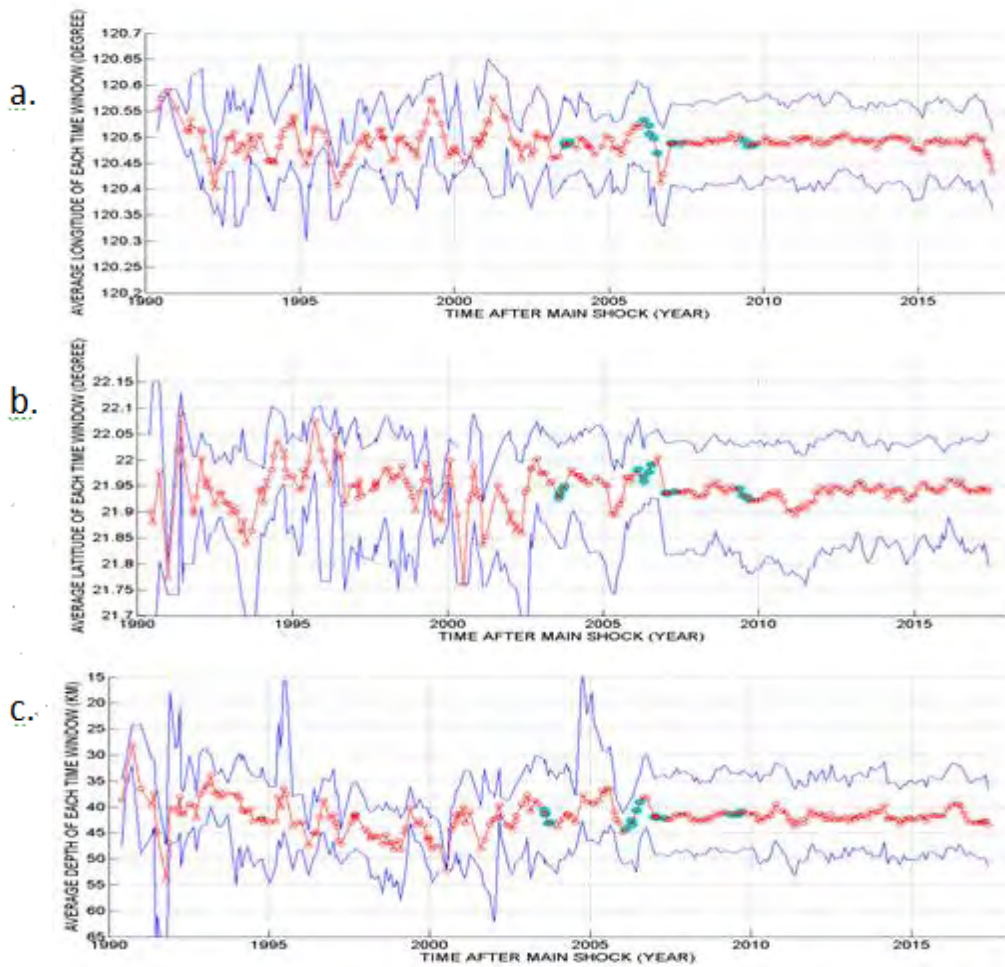 a.
AVERAGE LONGITUDE OF EACH TIME WINDOW (DEGREE)
120.7
120.65
120.6
120.55
120.5
120.45
120.4
120.35
120.3
120.25
120.2
1990 1995 2000 2005 2010 2015
TIME AFTER MAIN SHOCK (YEAR)
b.
AVERAGE LATITUDE OF EACH TIME WINDOW (DEGREE)
22.15
22.1
22.05
22
21.95
21.9
21.85
21.8
21.75
21.7
1990 1995 2000 2005 2010 2015
TIME AFTER MAIN SHOCK (YEAR)
c.
AVERAGE DEPTH OF EACH TIME WINDOW (KM)
15
25
30
35
40
45
50
55
60
65
1990 1995 2000 2005 2010 2015
TIME AFTER MAIN SHOCK (YEAR)